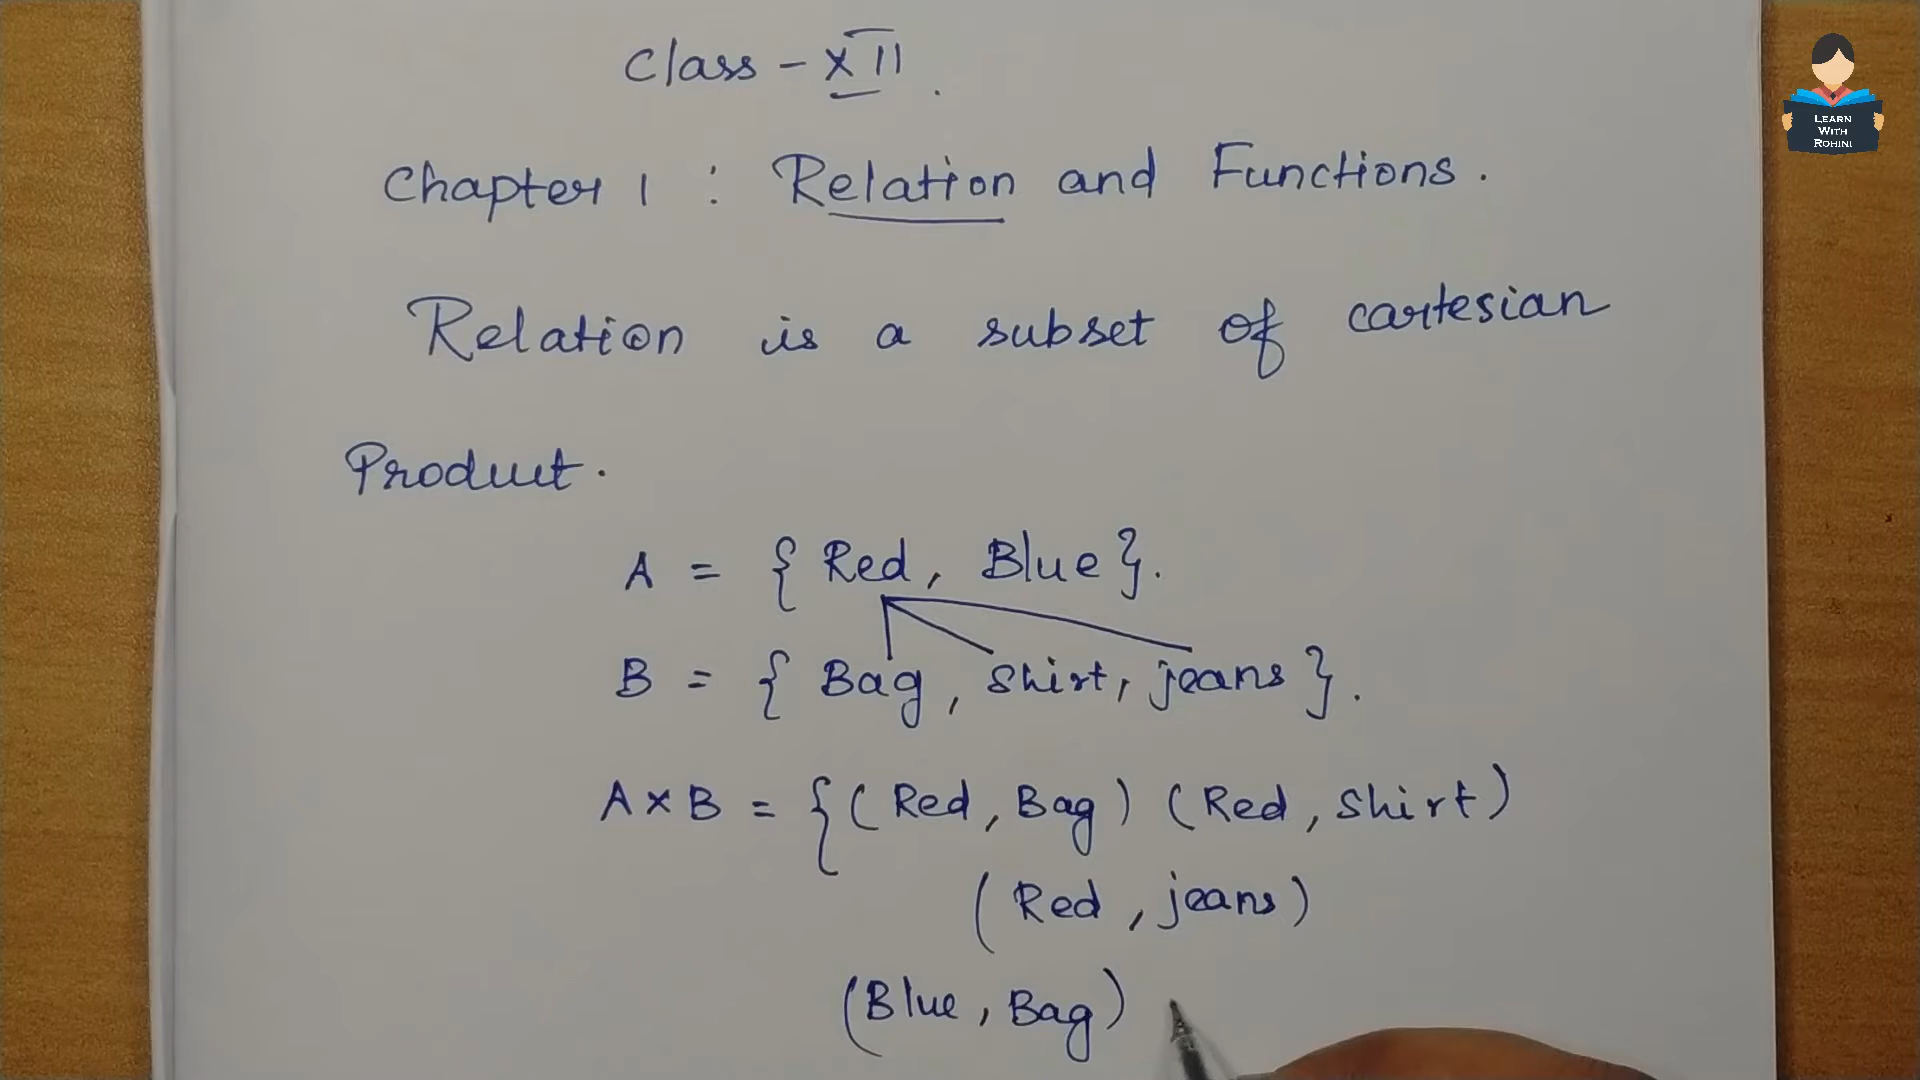 Class - XII.
LEARN
WITH
ROHINI
Chapter 1 : Relation and Functions.
Relation is a subset of cartesian
Product.
A = { Red, Blue }.
B = { Bag, shirt, jeans }.
A × B = { ( Red, Bag ) ( Red, shirt )
( Red, jeans )
( Blue, Bag )